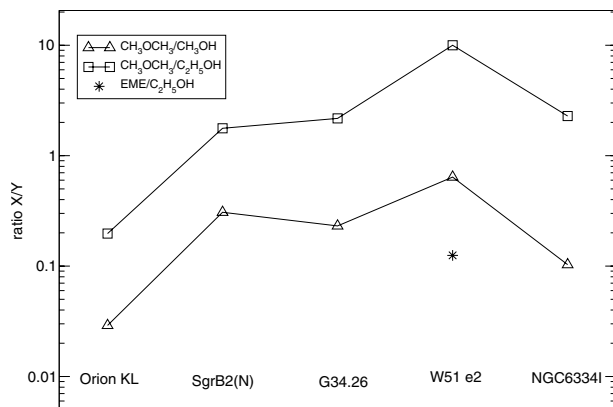 10
1
0.1
0.01
ratio X/Y
CH₃OCH₃/CH₃OH
CH₃OCH₃/C₂H₅OH
EME/C₂H₅OH
Orion KL
SgrB2(N)
G34.26
W51 e2
NGC6334I